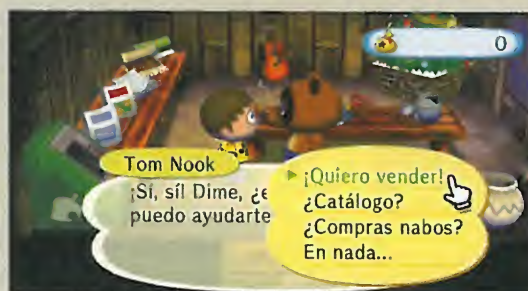 0
Tom Nook
¡Sí, sí! Dime, ¿e
puedo ayudarte
¡Quiero vender!
¿Catálogo?
¿Compras nabos?
En nada...